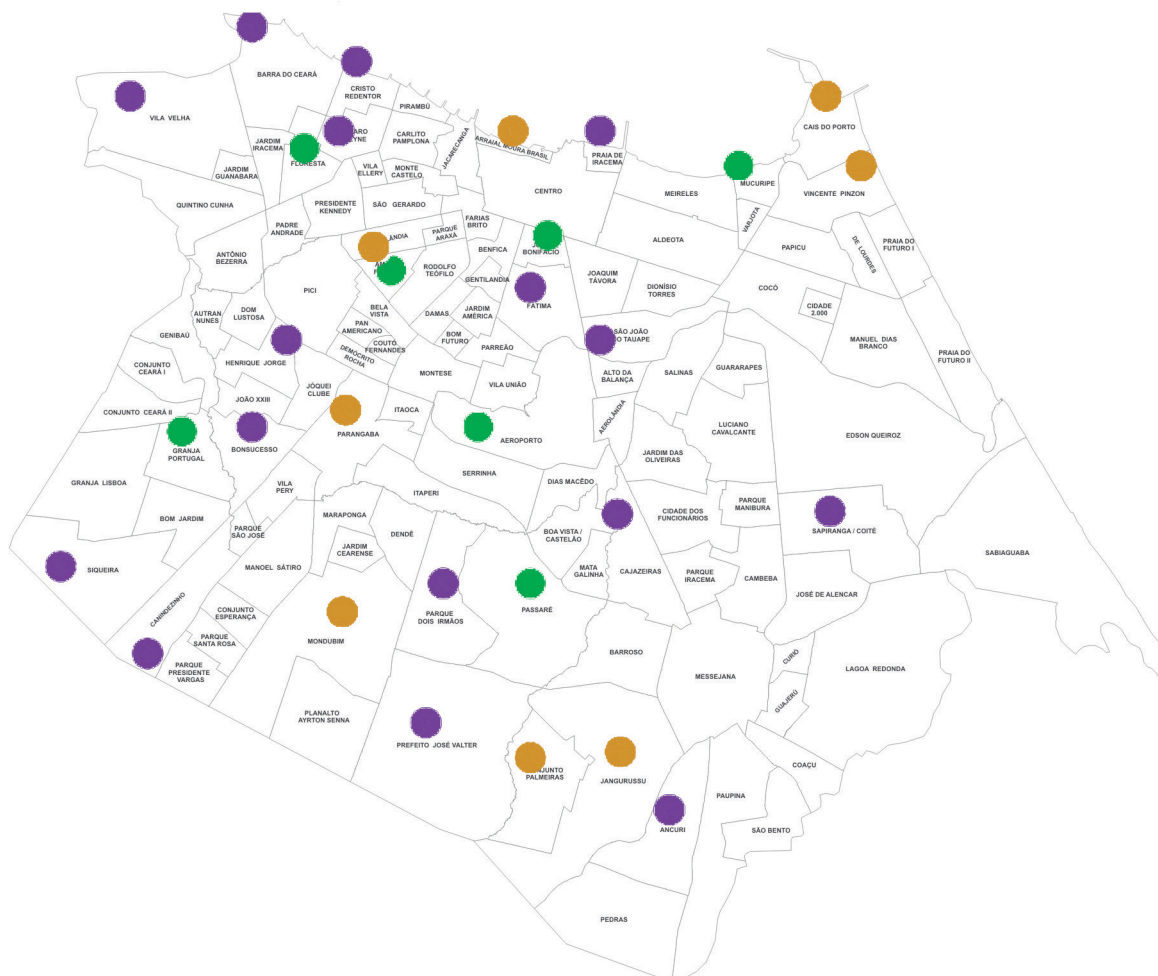 BARRA DO CEARÁ
CRISTO
REDENTOR
PIRAMBÚ
VILA VELHA
CAIS DO PORTO
JARDIM
IRACEMA
FLORESTA
CARLITO
PAMPLONA
JACARECANGA
ARRAIAL MOURA BRASIL
PRAIA DE
IRACEMA
JARDIM
GUANABARA
VILA
ELLERY
MONTE
CASTELO
MEIRELES
MUCURIPE
VINCENTE PINZON
QUINTINO CUNHA
PRESIDENTE
KENNEDY
SÃO GERARDO
CENTRO
VARJOTA
PADRE
ANDRADE
FARIAS
BRITO
PARQUE
ARAXÁ
ALDEOTA
PAPICU
DE LOURDES
PRAIA DO
FUTURO I
ANTÔNIO
BEZERRA
BENFICA
BONIFÁCIO
RODOLFO
TEÓFILO
GENTILANDIA
JOAQUIM
TÁVORA
DIONÍSIO
TORRES
COCÓ
PICI
CIDADE
2.000
AUTRAN
NUNES
DOM
LUSTOSA
BELA
VISTA
DAMAS
JARDIM
AMÉRICA
FÁTIMA
GENIBAÚ
PAN
AMERICANO
BOM
FUTURO
PARREÃO
SÃO JOÃO
MANUEL DIAS
BRANCO
PRAIA DO
FUTURO II
COUTO
FERNANDES
DEMÓCRITO
ROCHA
HENRIQUE JORGE
CONJUNTO
CEARÁ I
JÓQUEI
CLUBE
MONTESE
VILA UNIÃO
ALTO DA
BALANÇA
SALINAS
GUARARAPES
JOÃO XXIII
CONJUNTO CEARÁ II
ITAOCA
AEROLÂNDIA
PARANGABA
LUCIANO
CAVALCANTE
BONSUCESSO
AEROPORTO
EDSON QUEIROZ
GRANJA
PORTUGAL
JARDIM DAS
OLIVEIRAS
GRANJA LISBOA
VILA
PERY
SERRINHA
DIAS MACÊDO
ITAPERI
PARQUE
MANIBURA
BOM JARDIM
MARAPONGA
CIDADE DOS
FUNCIONÁRIOS
PARQUE
SÃO JOSÉ
DENDÊ
BOA VISTA /
CASTELÃO
SAPIRANGA / COITÉ
JARDIM
CEARENSE
SABIAGUABA
SIQUEIRA
MANOEL SÁTIRO
MATA
GALINHA
CAJAZEIRAS
PARQUE
IRACEMA
CAMBEBA
CANINDEZINHO
CONJUNTO
ESPERANÇA
PARQUE
DOIS IRMÃOS
PASSARÉ
JOSÉ DE ALENCAR
PARQUE
SANTA ROSA
MONDUBIM
BARROSO
CURIO
LAGOA REDONDA
PARQUE
PRESIDENTE
VARGAS
MESSEJANA
GUAJERÚ
PLANALTO
AYRTON SENNA
PREFEITO JOSÉ VALTER
COAÇU
PALMEIRAS
JANGURUSSU
PAUPINA
ANCURI
SÃO BENTO
PEDRAS